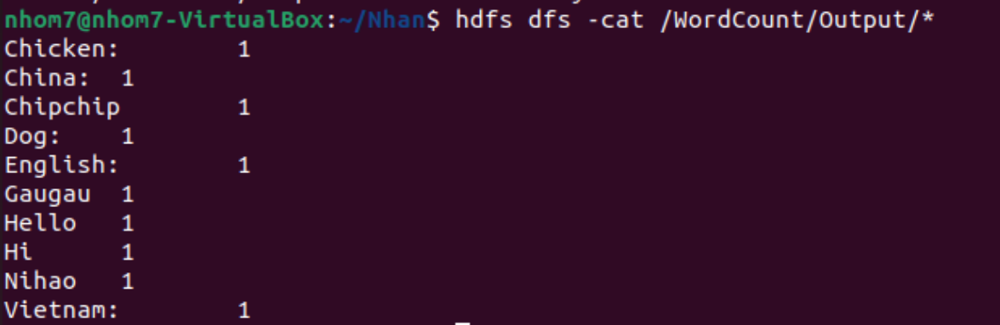 nhom7@nhom7-VirtualBox:~/Nhan$ hdfs dfs -cat /WordCount/Output/*
Chicken:	1
China:	1
Chipchip	1
Dog:	1
English:	1
Gaugau	1
Hello	1
Hi	1
Nihao	1
Vietnam:	1